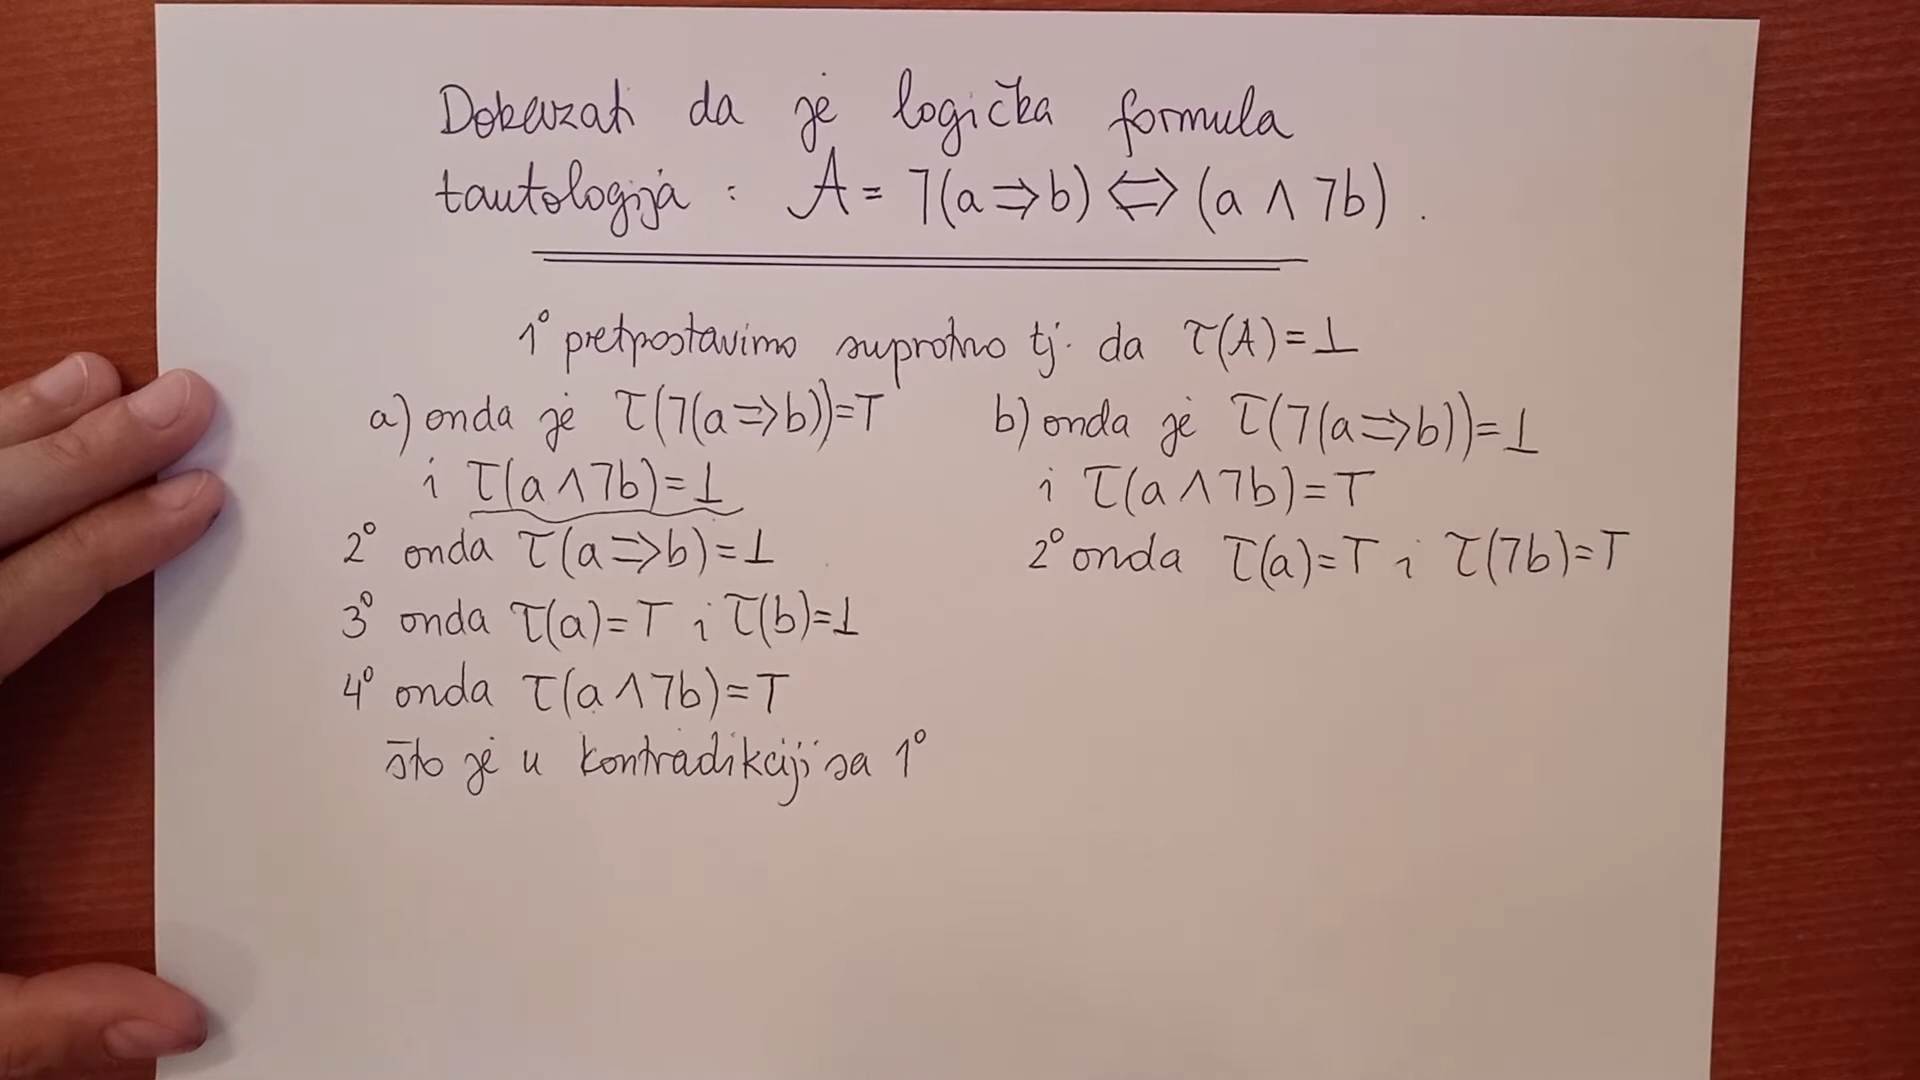 Dokazati da je logička formula
tautologija : A = ⅂(a ⇒ b) ⇔ (a ∧ ⅂b) .
1° pretpostavimo suprotno tj. da τ(A)=⊥
a) onda je τ(⅂(a⇒b))=T
i τ(a∧⅂b)=⊥
2° onda τ(a⇒b)=⊥
3° onda τ(a)=T i τ(b)=⊥
4° onda τ(a∧⅂b)=T
što je u kontradikciji sa 1°
b) onda je τ(⅂(a⇒b))=⊥
i τ(a∧⅂b)=T
2° onda τ(a)=T i τ(⅂b)=T